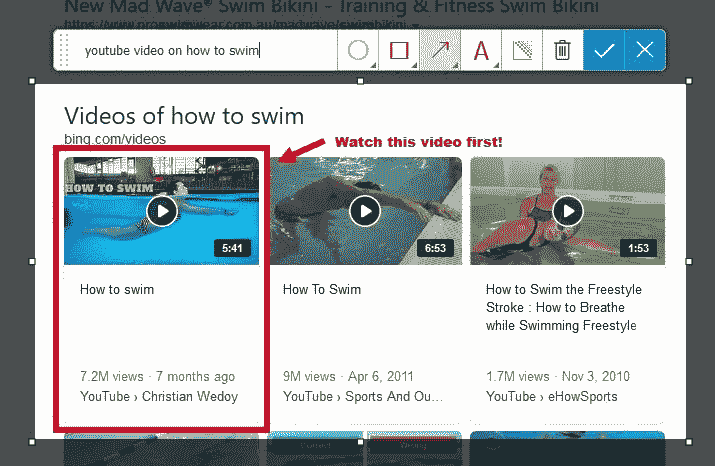 New Mad Wave® Swim Bikini - Training & Fitness Swim Bikini
youtube video on how to swim
A
Videos of how to swim
bing.com/videos
Watch this video first!
HOW TO SWIM
5:41
6:53
1:53
How to swim
How To Swim
How to Swim the Freestyle
Stroke : How to Breathe
while Swimming Freestyle
7.2M views · 7 months ago
9M views · Apr 6, 2011
1.7M views · Nov 3, 2010
YouTube › Christian Wedoy
YouTube › Sports And Ou...
YouTube › eHowSports